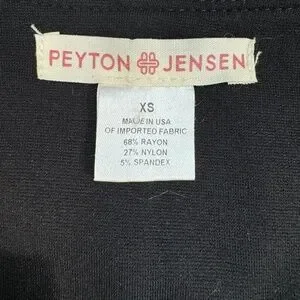 PEYTON JENSEN
XS
MADE IN USA
OF IMPORTED FABRIC
68% RAYON
27% NYLON
5% SPANDEX